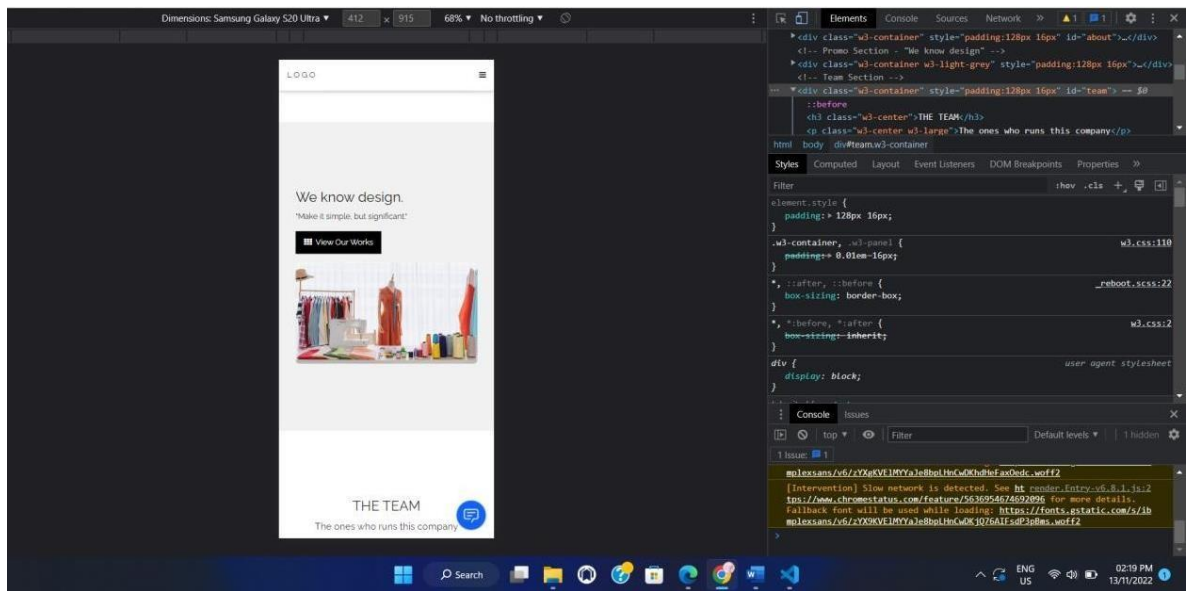 Dimensions: Samsung Galaxy S20 Ultra ▼ 412 × 915 68% ▼ No throttling ▼
LOGO
We know design.
"Make it simple, but significant"
View Our Works
THE TEAM
The ones who runs this company
Elements Console Sources Network » 1 1
<div class="w3-container" style="padding:128px 16px" id="about">…</div>
<!-- Promo Section - "We know design" -->
<div class="w3-container w3-light-grey" style="padding:128px 16px">…</div>
<!-- Team Section -->
<div class="w3-container" style="padding:128px 16px" id="team"> == $0
::before
<h3 class="w3-center">THE TEAM</h3>
<p class="w3-center w3-large">The ones who runs this company</p>
html body div#team.w3-container
Styles Computed Layout Event Listeners DOM Breakpoints Properties »
Filter :hov .cls +
element.style {
padding: 128px 16px;
}
.w3-container, .w3-panel { w3.css:110
padding: 0.01em 16px;
}
*, ::after, ::before { _reboot.scss:22
box-sizing: border-box;
}
*, *:before, *:after { w3.css:2
box-sizing: inherit;
}
div { user agent stylesheet
display: block;
}
Console Issues
top ▼ Filter Default levels ▼ 1 hidden
1 Issue: 1
[Intervention] Slow network is detected. See ht render.Entry-v6.8.1.js:2
tps://www.chromestatus.com/feature/5636954674692096 for more details.
Fallback font will be used while loading: https://fonts.gstatic.com/s/ib
Search
ENG
US
02:19 PM
13/11/2022
1